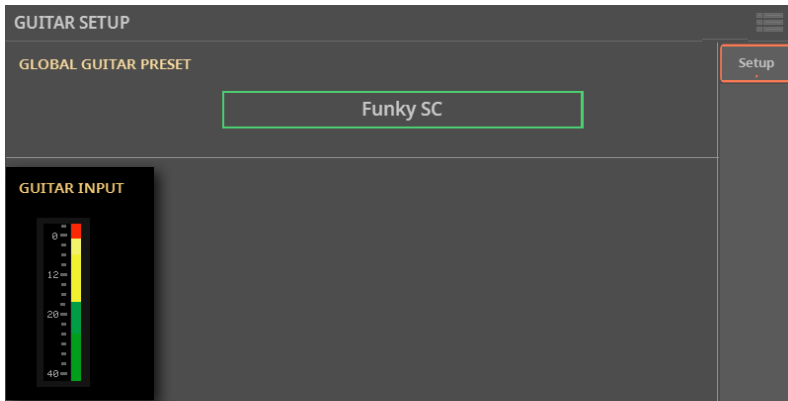 GUITAR SETUP
GLOBAL GUITAR PRESET
Setup
Funky SC
GUITAR INPUT
0
12
20
40